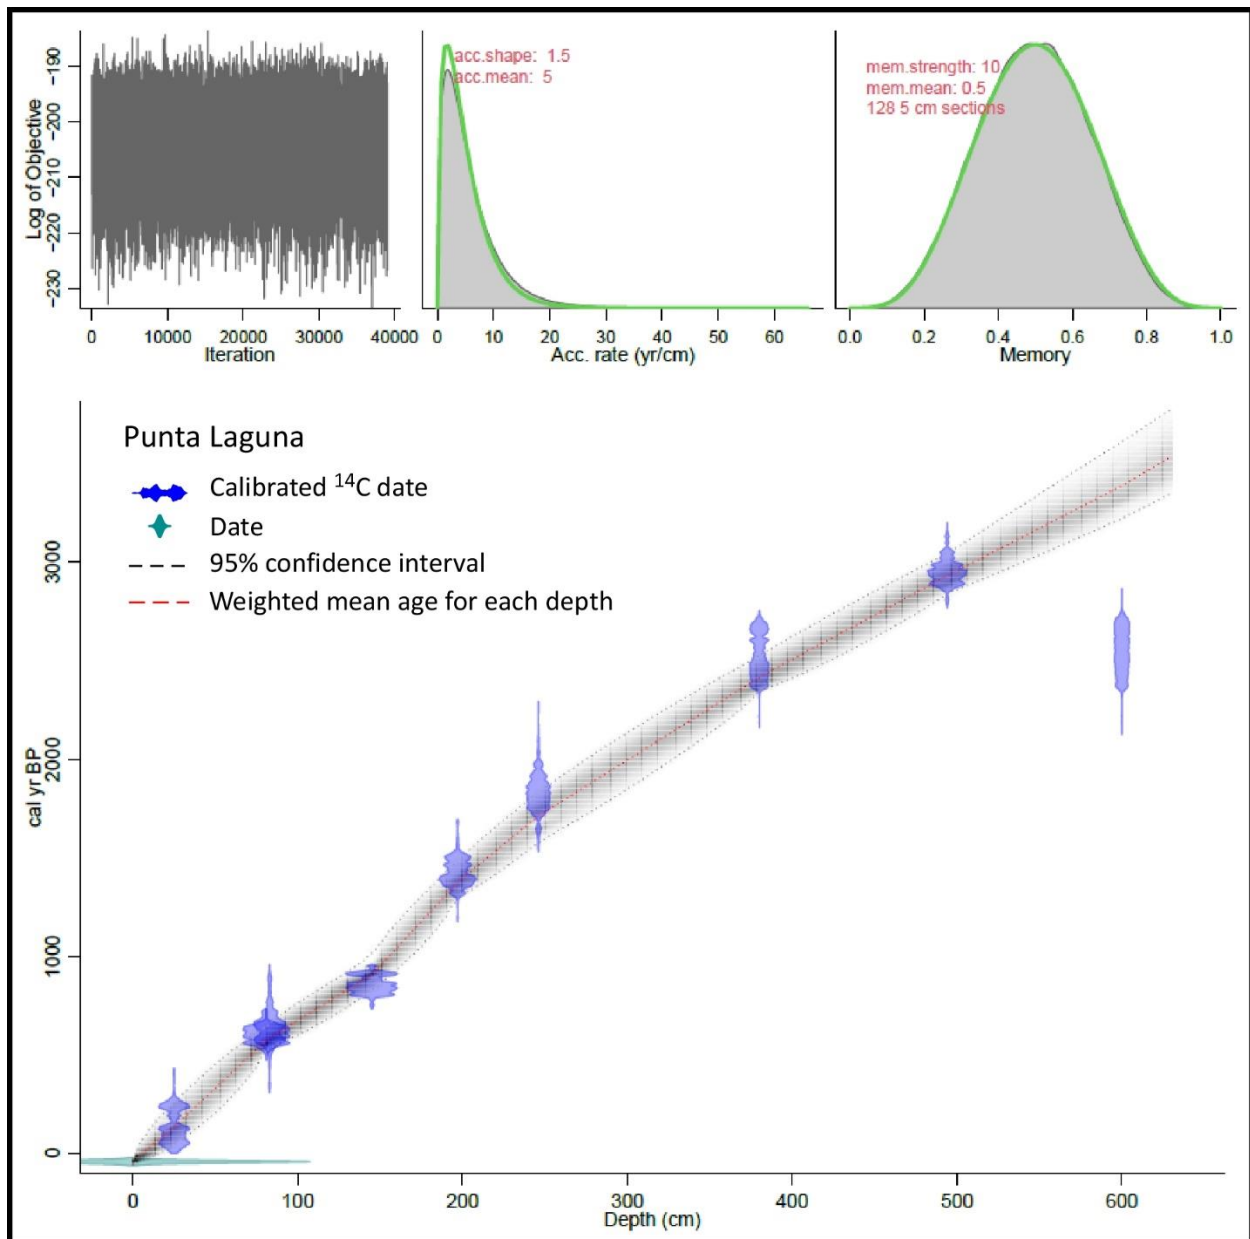 Log of Objective
-190
-200
-210
-220
-230
0 10000 20000 30000 40000
Iteration
acc.shape: 1.5
acc.mean: 5
0 10 20 30 40 50 60
Acc. rate (yr/cm)
mem.strength: 10
mem.mean: 0.5
128 5 cm sections
0.0 0.2 0.4 0.6 0.8 1.0
Memory
Punta Laguna
Calibrated ¹⁴C date
Date
95% confidence interval
Weighted mean age for each depth
cal yr BP
3000
2000
1000
0
0 100 200 300 400 500 600
Depth (cm)